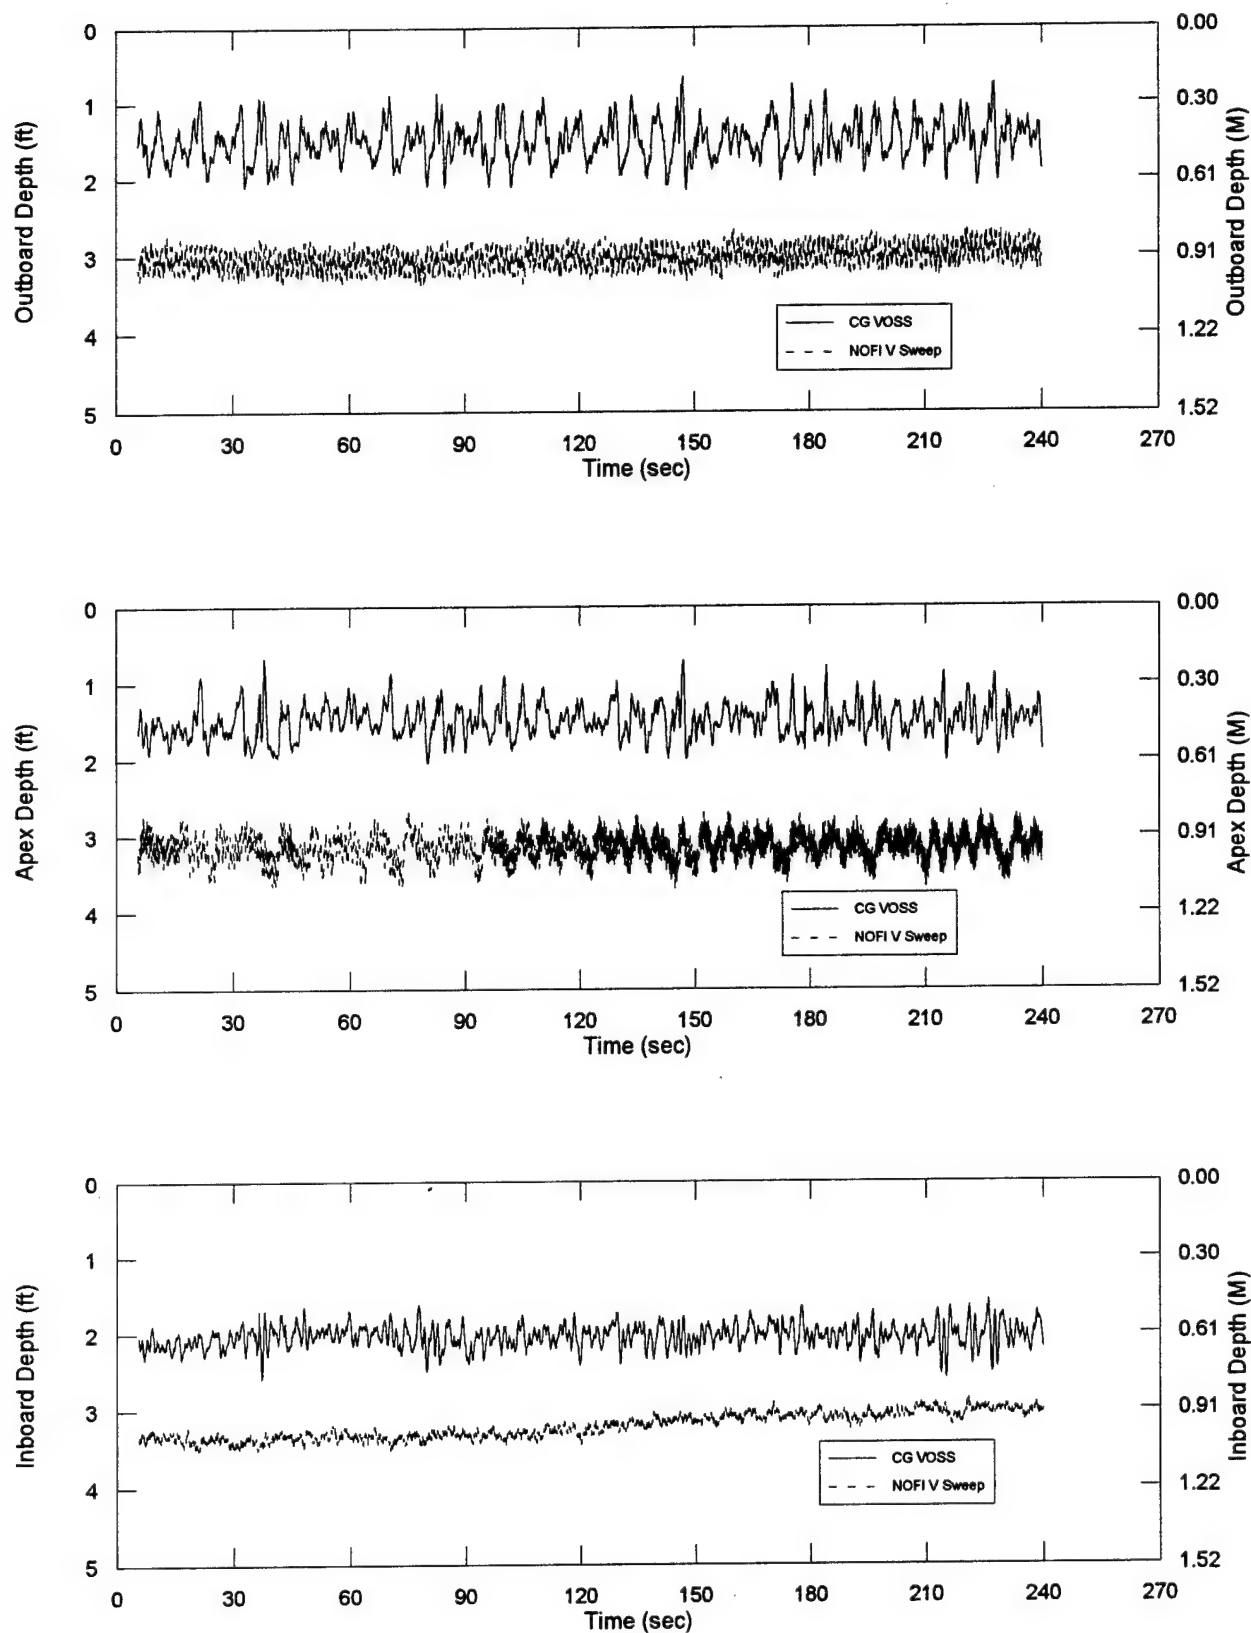 Outboard Depth (ft)
0
1
2
3
4
5
0.00
0.30
0.61
0.91
1.22
1.52
Outboard Depth (M)
CG VOSS
NOFI V Sweep
0 30 60 90 120 150 180 210 240 270
Time (sec)
Apex Depth (ft)
0
1
2
3
4
5
0.00
0.30
0.61
0.91
1.22
1.52
Apex Depth (M)
CG VOSS
NOFI V Sweep
0 30 60 90 120 150 180 210 240 270
Time (sec)
Inboard Depth (ft)
0
1
2
3
4
5
0.00
0.30
0.61
0.91
1.22
1.52
Inboard Depth (M)
CG VOSS
NOFI V Sweep
0 30 60 90 120 150 180 210 240 270
Time (sec)